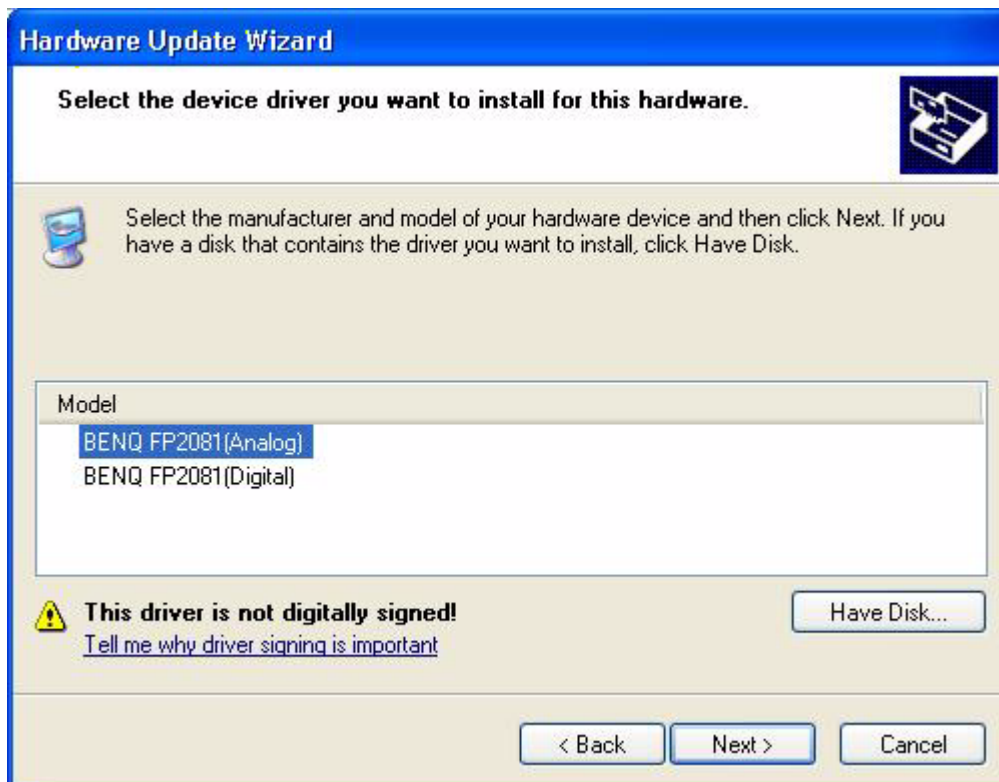 Hardware Update Wizard
Select the device driver you want to install for this hardware.
Select the manufacturer and model of your hardware device and then click Next. If you
have a disk that contains the driver you want to install, click Have Disk.
Model
BENQ FP2081(Analog)
BENQ FP2081(Digital)
This driver is not digitally signed!
Have Disk...
Tell me why driver signing is important
< Back
Next >
Cancel